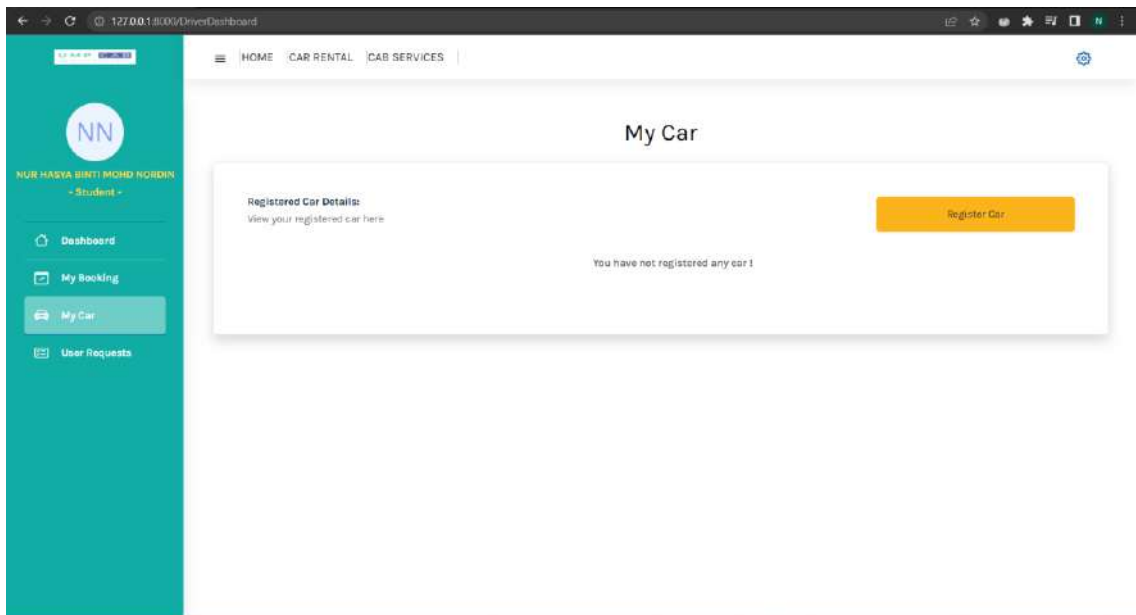 127.0.0.1:8000/DriverDashboard
N
HOME CAR RENTAL CAB SERVICES
NN
NUR HASYA BINTI MOHD NORDIN
- Student -
Dashboard
My Booking
My Car
User Requests
My Car
Registered Car Details:
View your registered car here
Register Car
You have not registered any car !